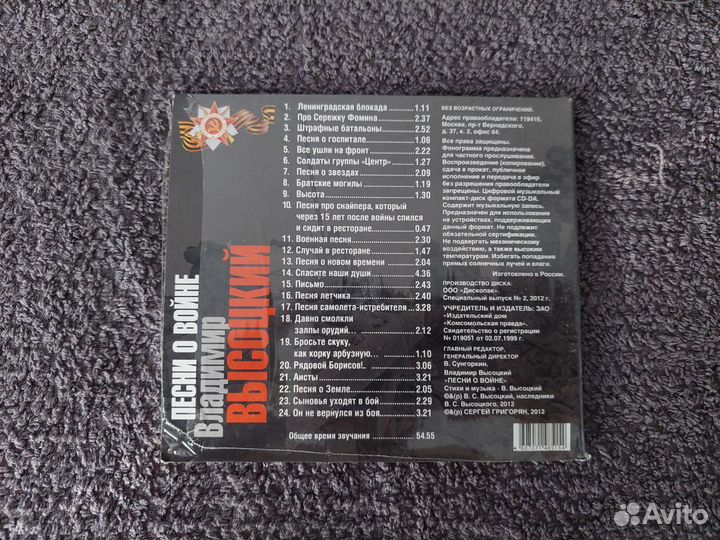 ПЕСНИ О ВОЙНЕ
Владимир
ВЫСОЦКИЙ
1. Ленинградская блокада ............ 1.11
2. Про Сережку Фомина ............ 2.37
3. Штрафные батальоны ............ 2.52
4. Песня о госпитале ............ 1.06
5. Все ушли на фронт ............ 2.22
6. Солдаты группы «Центр» ............ 1.27
7. Песня о звездах ............ 2.09
8. Братские могилы ............ 1.19
9. Высота ............ 1.30
10. Песня про снайпера, который
через 15 лет после войны спился
и сидит в ресторане ............ 0.47
11. Военная песня ............ 2.30
12. Случай в ресторане ............ 1.47
13. Песня о новом времени ............ 2.04
14. Спасите наши души ............ 4.36
15. Письмо ............ 2.43
16. Песня летчика ............ 2.40
17. Песня самолета-истребителя ... 3.28
18. Давно смолкли
залпы орудий... ............ 2.12
19. Бросьте скуку,
как корку арбузную... ............ 1.10
20. Рядовой Борисов!.. ............ 3.06
21. Аисты ............ 3.21
22. Песня о Земле ............ 2.05
23. Сыновья уходят в бой ............ 2.29
24. Он не вернулся из боя ............ 3.21
Общее время звучания ............ 54.55
БЕЗ ВОЗРАСТНЫХ ОГРАНИЧЕНИЙ.
Адрес правообладателя: 119415,
Москва, пр-т Вернадского,
д. 37, к. 2, офис 64.
Все права защищены.
Фонограмма предназначена
для частного прослушивания.
Воспроизведение (копирование),
сдача в прокат, публичное
исполнение и передача в эфир
без разрешения правообладателя
запрещены. Цифровой музыкальный
компакт-диск формата CD-DA.
Содержит музыкальную запись.
Предназначен для использования
на устройствах, поддерживающих
данный формат. Не подлежит
обязательной сертификации.
Не подвергать механическому
воздействию, а также высоким
температурам. Избегать попадания
прямых солнечных лучей и влаги.
Изготовлено в России.
ПРОИЗВОДСТВО ДИСКА:
ООО «Дископак».
Специальный выпуск № 2, 2012 г.
УЧРЕДИТЕЛЬ И ИЗДАТЕЛЬ: ЗАО
«Издательский дом
«Комсомольская правда».
Свидетельство о регистрации
№ 019051 от 02.07.1999 г.
ГЛАВНЫЙ РЕДАКТОР,
ГЕНЕРАЛЬНЫЙ ДИРЕКТОР
В. Сунгоркин.
Владимир Высоцкий
«ПЕСНИ О ВОЙНЕ»
Стихи и музыка - В. Высоцкий
©&(p) В. С. Высоцкий, наследники
В. С. Высоцкого, 2012
©&(p) СЕРГЕЙ ГРИГОРЯН, 2012
Avito